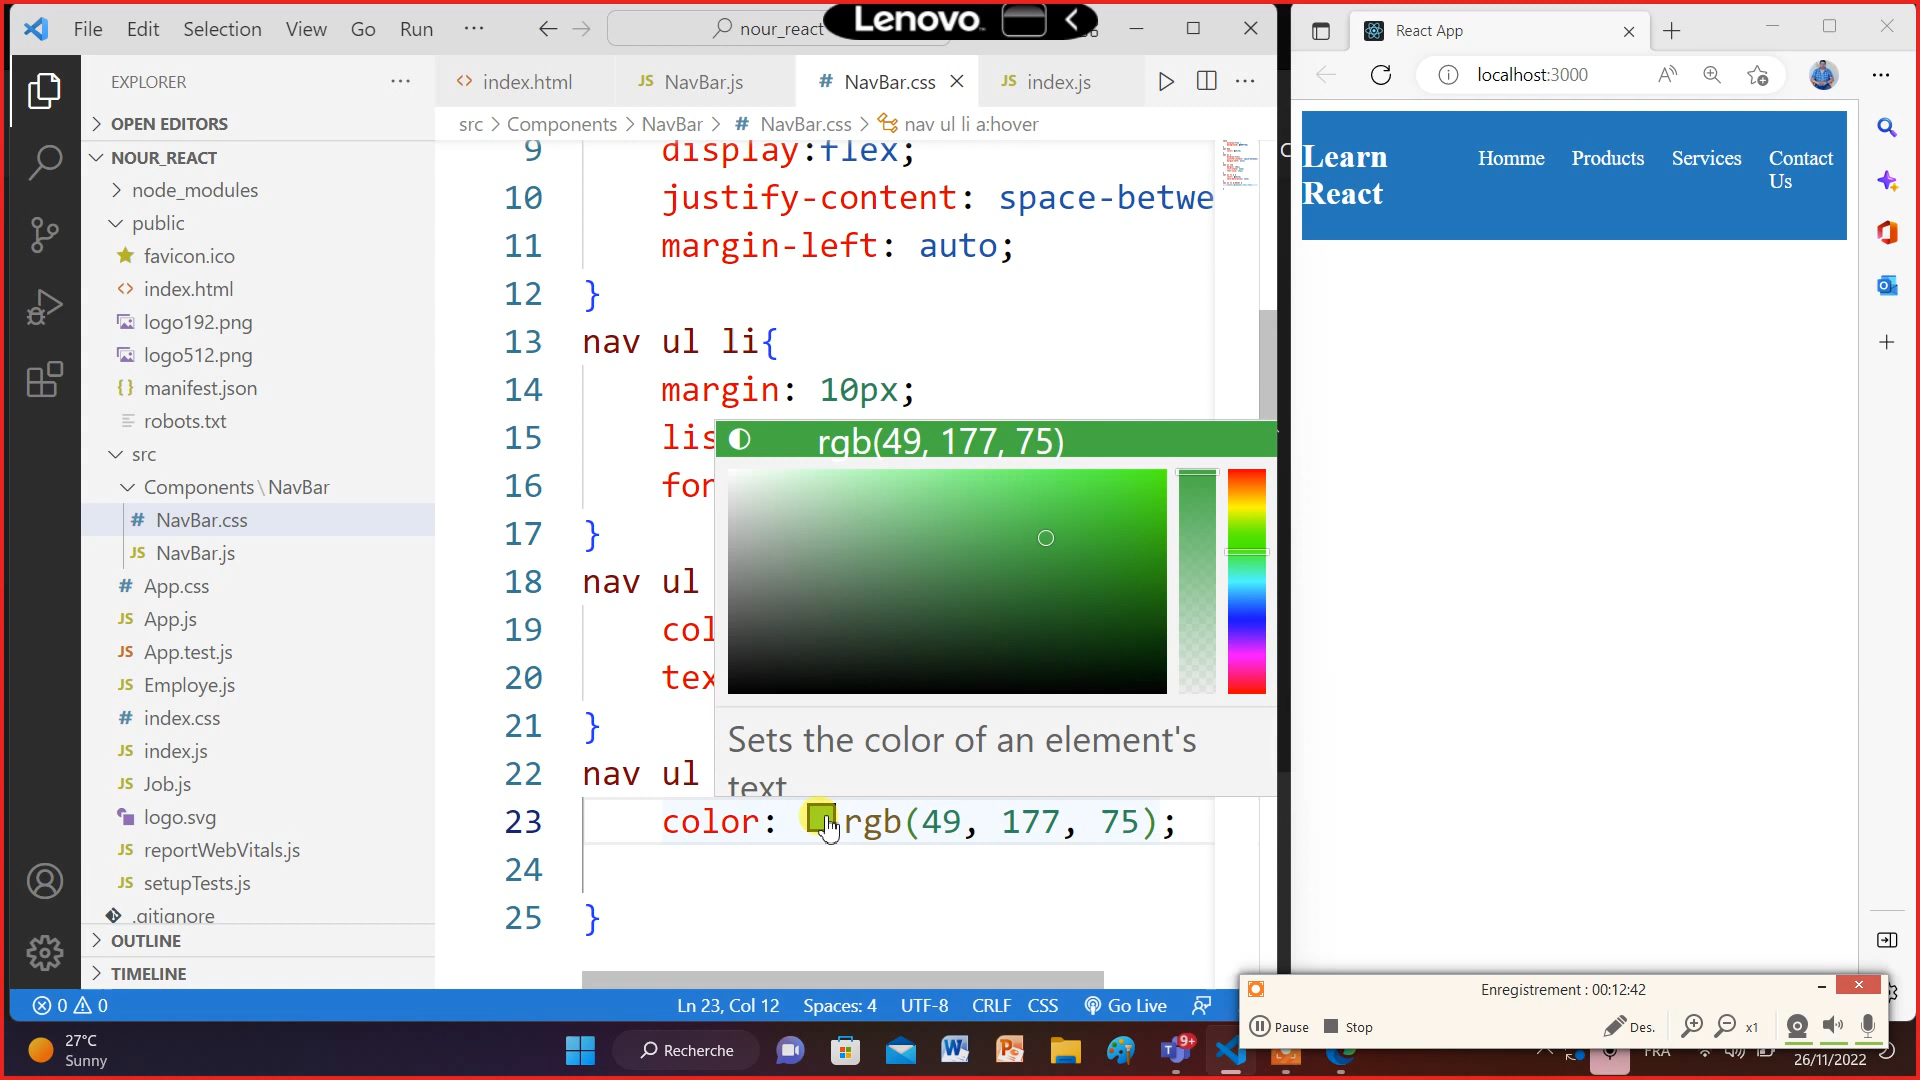 Lenovo
File Edit Selection View Go Run ···
nour_react
EXPLORER
index.html
NavBar.js
NavBar.css
index.js
src > Components > NavBar > # NavBar.css > nav ul li a:hover
OPEN EDITORS
NOUR_REACT
node_modules
public
favicon.ico
index.html
logo192.png
logo512.png
manifest.json
robots.txt
src
Components \ NavBar
NavBar.css
NavBar.js
App.css
App.js
App.test.js
Employe.js
index.css
index.js
Job.js
logo.svg
reportWebVitals.js
setupTests.js
.gitignore
OUTLINE
TIMELINE
9 display:flex;
10 justify-content: space-betwe
11 margin-left: auto;
12 }
13 nav ul li{
14 margin: 10px;
15 lis
16 for
17 }
18 nav ul
19 col
20 tex
21 }
22 nav ul
23 color: rgb(49, 177, 75);
24
25 }
rgb(49, 177, 75)
Sets the color of an element's
text
0 0
Ln 23, Col 12 Spaces: 4 UTF-8 CRLF CSS Go Live
React App
localhost:3000
Learn
React
Homme Products Services Contact
Us
Enregistrement : 00:12:42
Pause Stop Des. x1
27°C
Sunny
Recherche
9+
FRA
26/11/2022